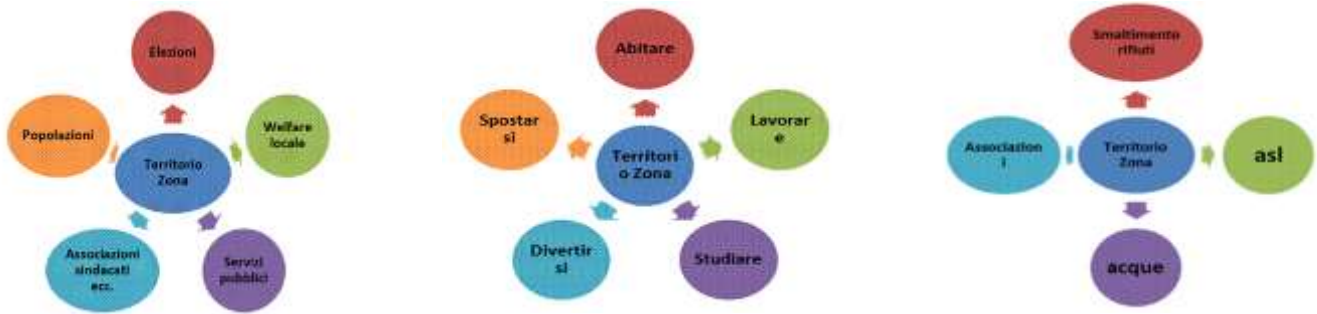 Elezioni
Popolazioni
Welfare
locale
Territorio
Zona
Associazioni
sindacati
ecc.
Servizi
pubblici
Abitare
Spostar
si
Lavorar
e
Territori
o Zona
Divertir
si
Studiare
Smaltimento
rifiuti
Associazion
i
Territorio
Zona
asl
acque